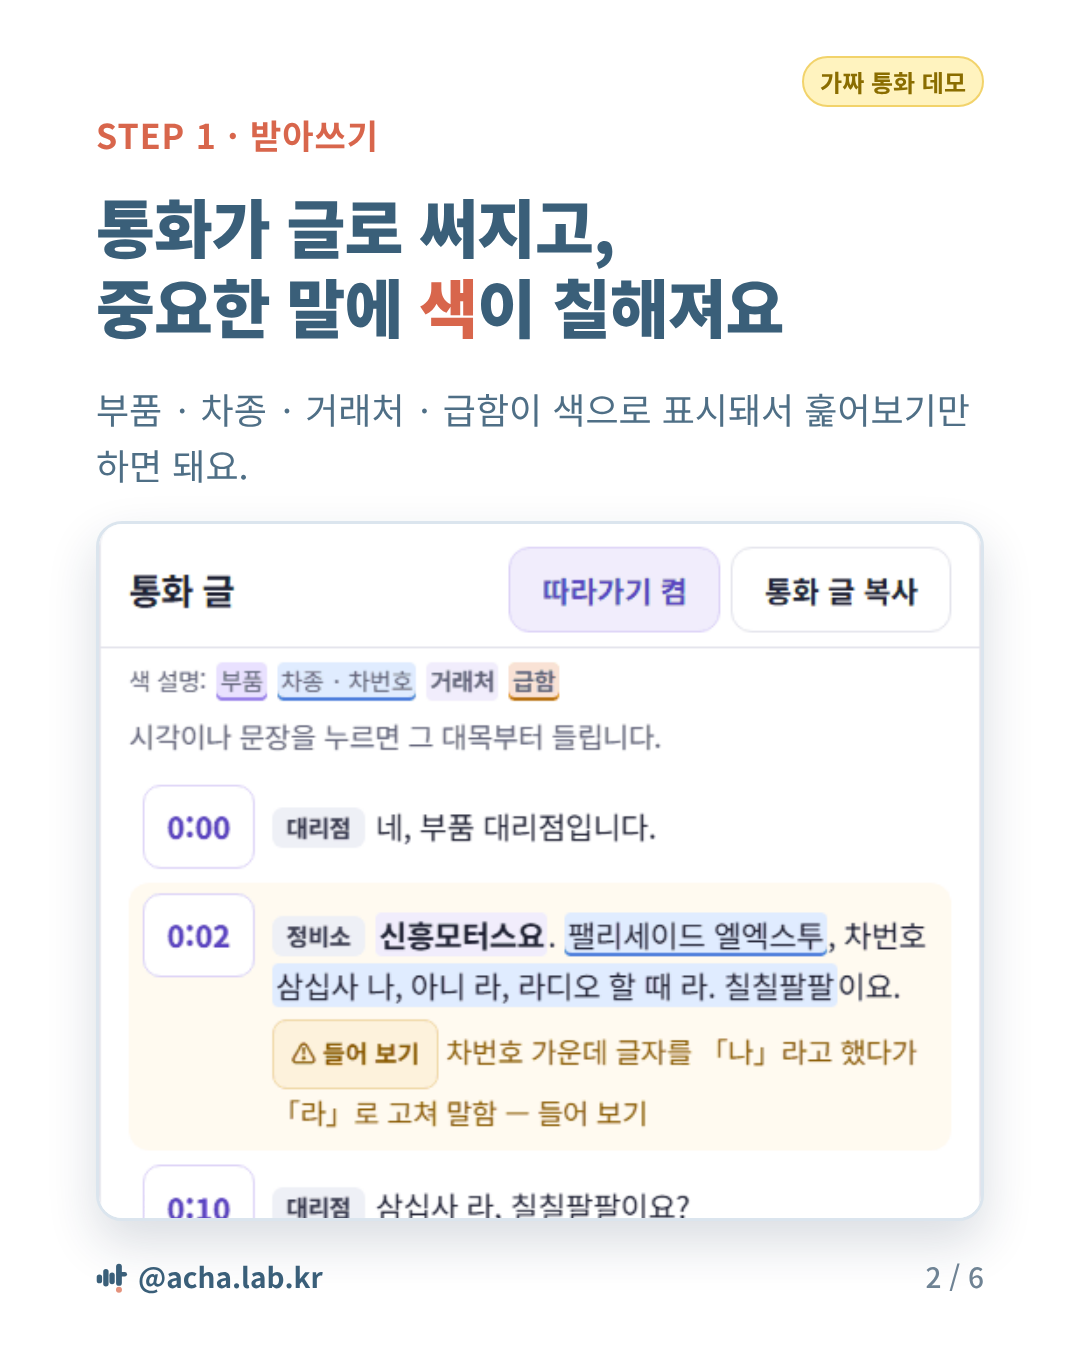 가짜 통화 데모
STEP 1 · 받아쓰기
통화가 글로 써지고,
중요한 말에 색이 칠해져요
부품 · 차종 · 거래처 · 급함이 색으로 표시돼서 훑어보기만
하면 돼요.
통화 글 따라가기 켬 통화 글 복사
색 설명: 부품 차종 · 차번호 거래처 급함
시각이나 문장을 누르면 그 대목부터 들립니다.
0:00 대리점 네, 부품 대리점입니다.
0:02 정비소 신흥모터스요. 팰리세이드 엘엑스투, 차번호
삼십사 나, 아니 라, 라디오 할 때 라. 칠칠팔팔이요.
⚠ 들어 보기 차번호 가운데 글자를 「나」라고 했다가
「라」로 고쳐 말함 — 들어 보기
0:10 대리점 삼십사 라, 칠칠팔팔이요?
@acha.lab.kr 2 / 6